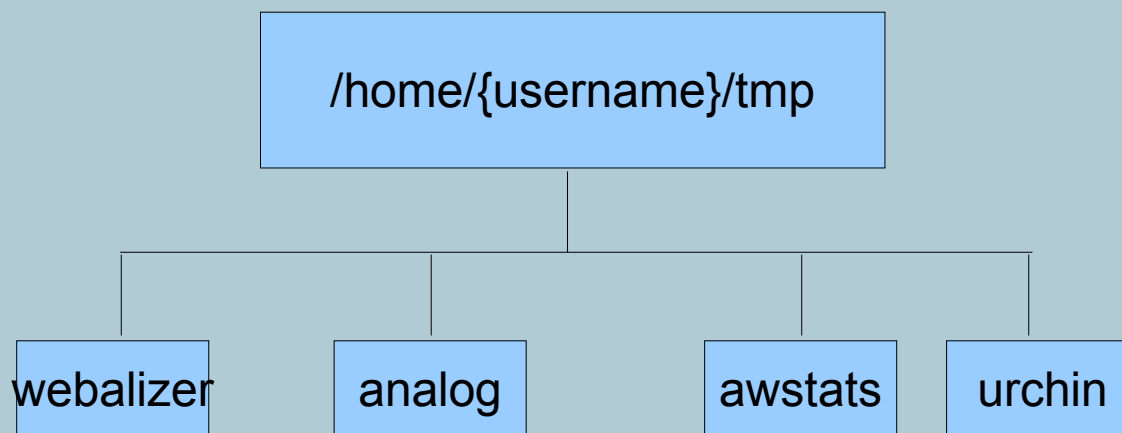 /home/{username}/tmp
webalizer
analog
awstats
urchin